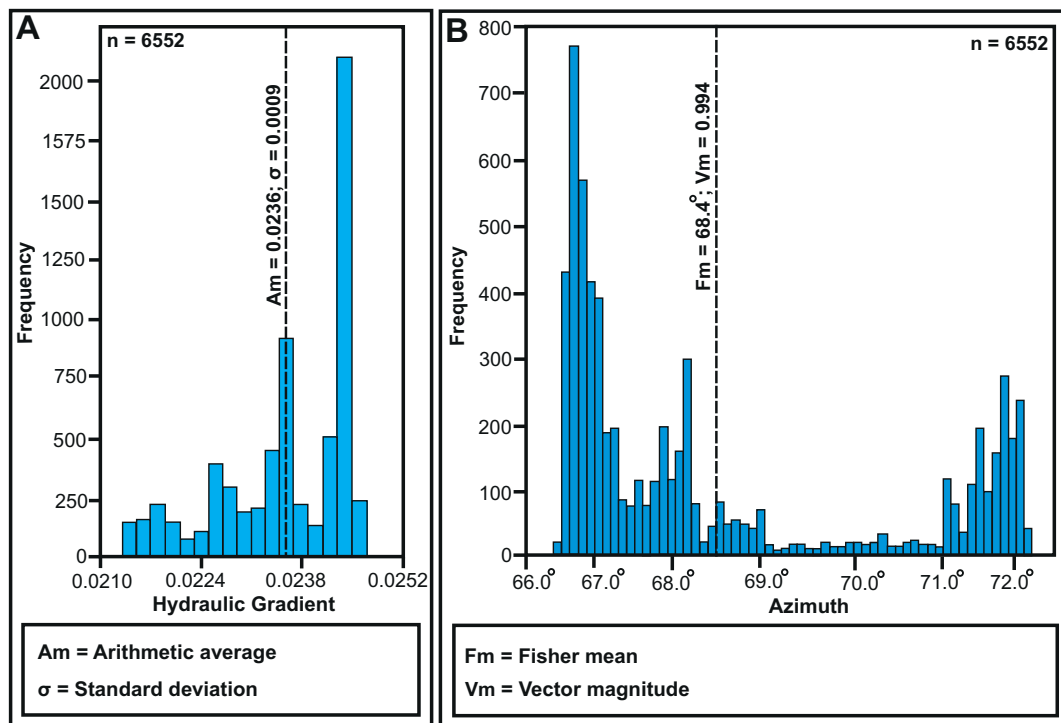 A
n = 6552
Am = 0.0236; σ = 0.0009
Frequency
2000
1575
1500
1250
1000
750
500
250
0
0.0210 0.0224 0.0238 0.0252
Hydraulic Gradient
Am = Arithmetic average
σ = Standard deviation
B
n = 6552
Fm = 68.4°; Vm = 0.994
Frequency
800
700
600
500
400
300
200
100
0
66.0° 67.0° 68.0° 69.0° 70.0° 71.0° 72.0°
Azimuth
Fm = Fisher mean
Vm = Vector magnitude